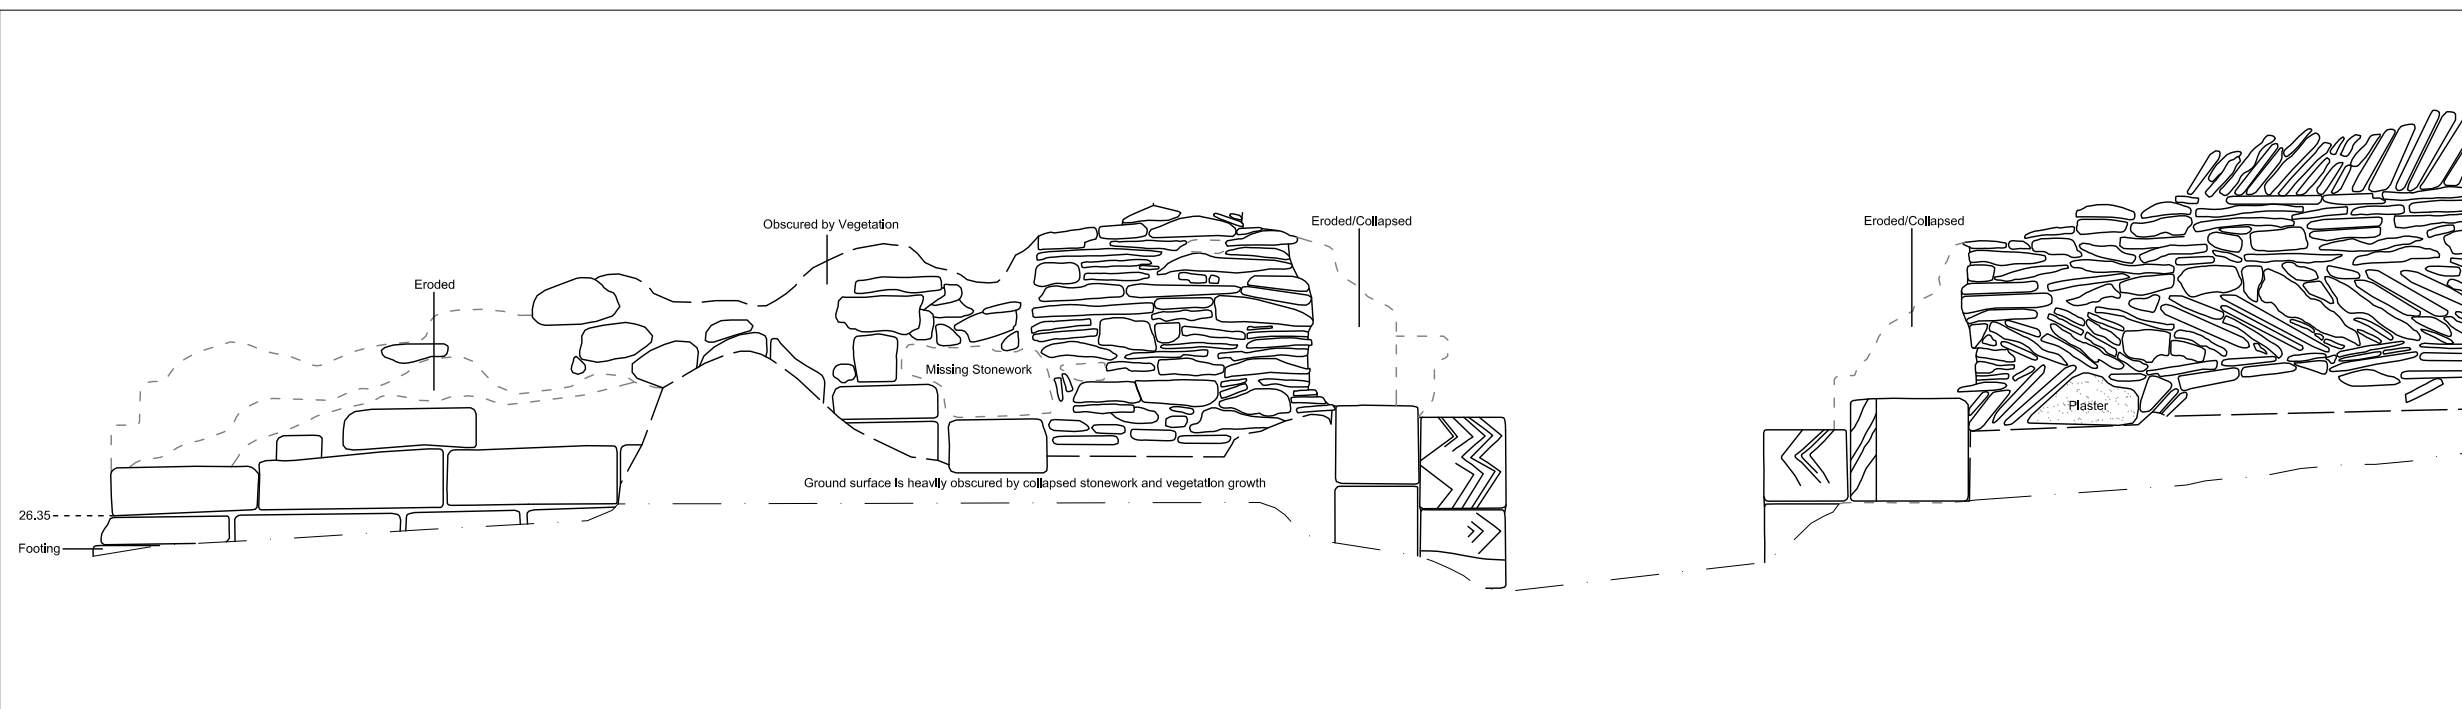 Obscured by Vegetation
Eroded/Collapsed
Eroded/Collapsed
Eroded
Missing Stonework
Plaster
Ground surface is heavily obscured by collapsed stonework and vegetation growth
26.35
Footing